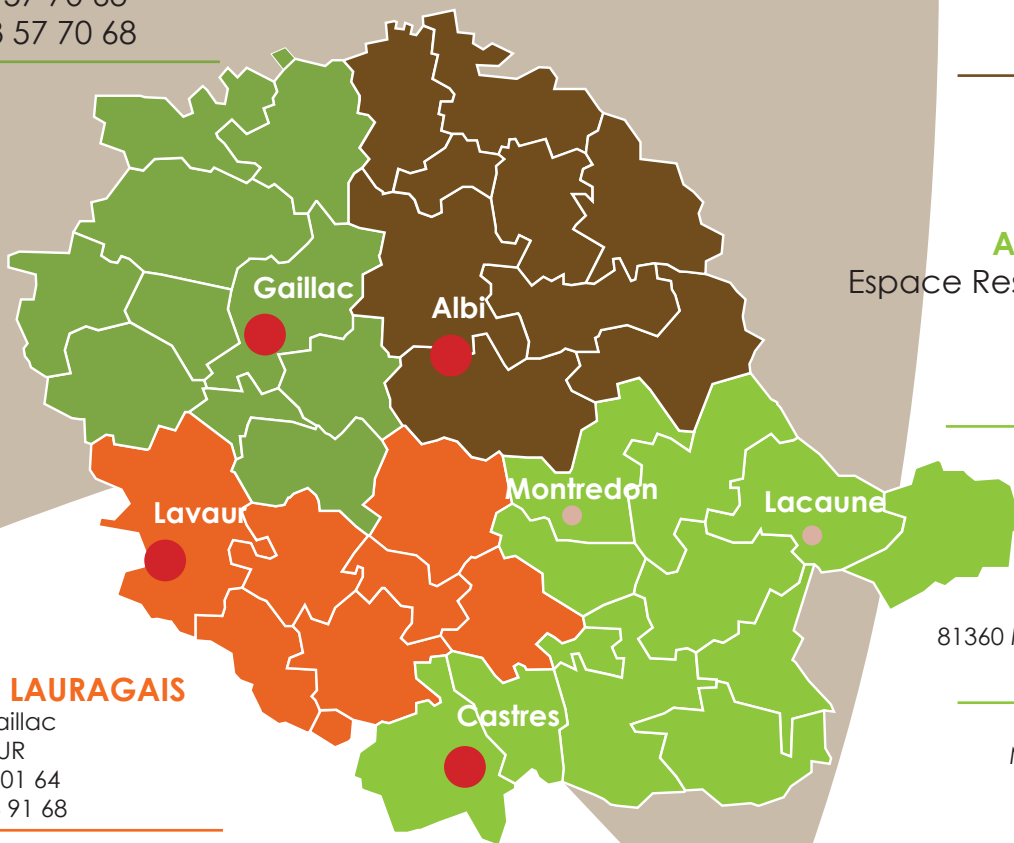 57 70 68
Gaillac
Albi
A
Espace Res
Montredon
Lacaune
Lavaur
81360
LAURAGAIS
aillac
UR
01 64
91 68
Castres